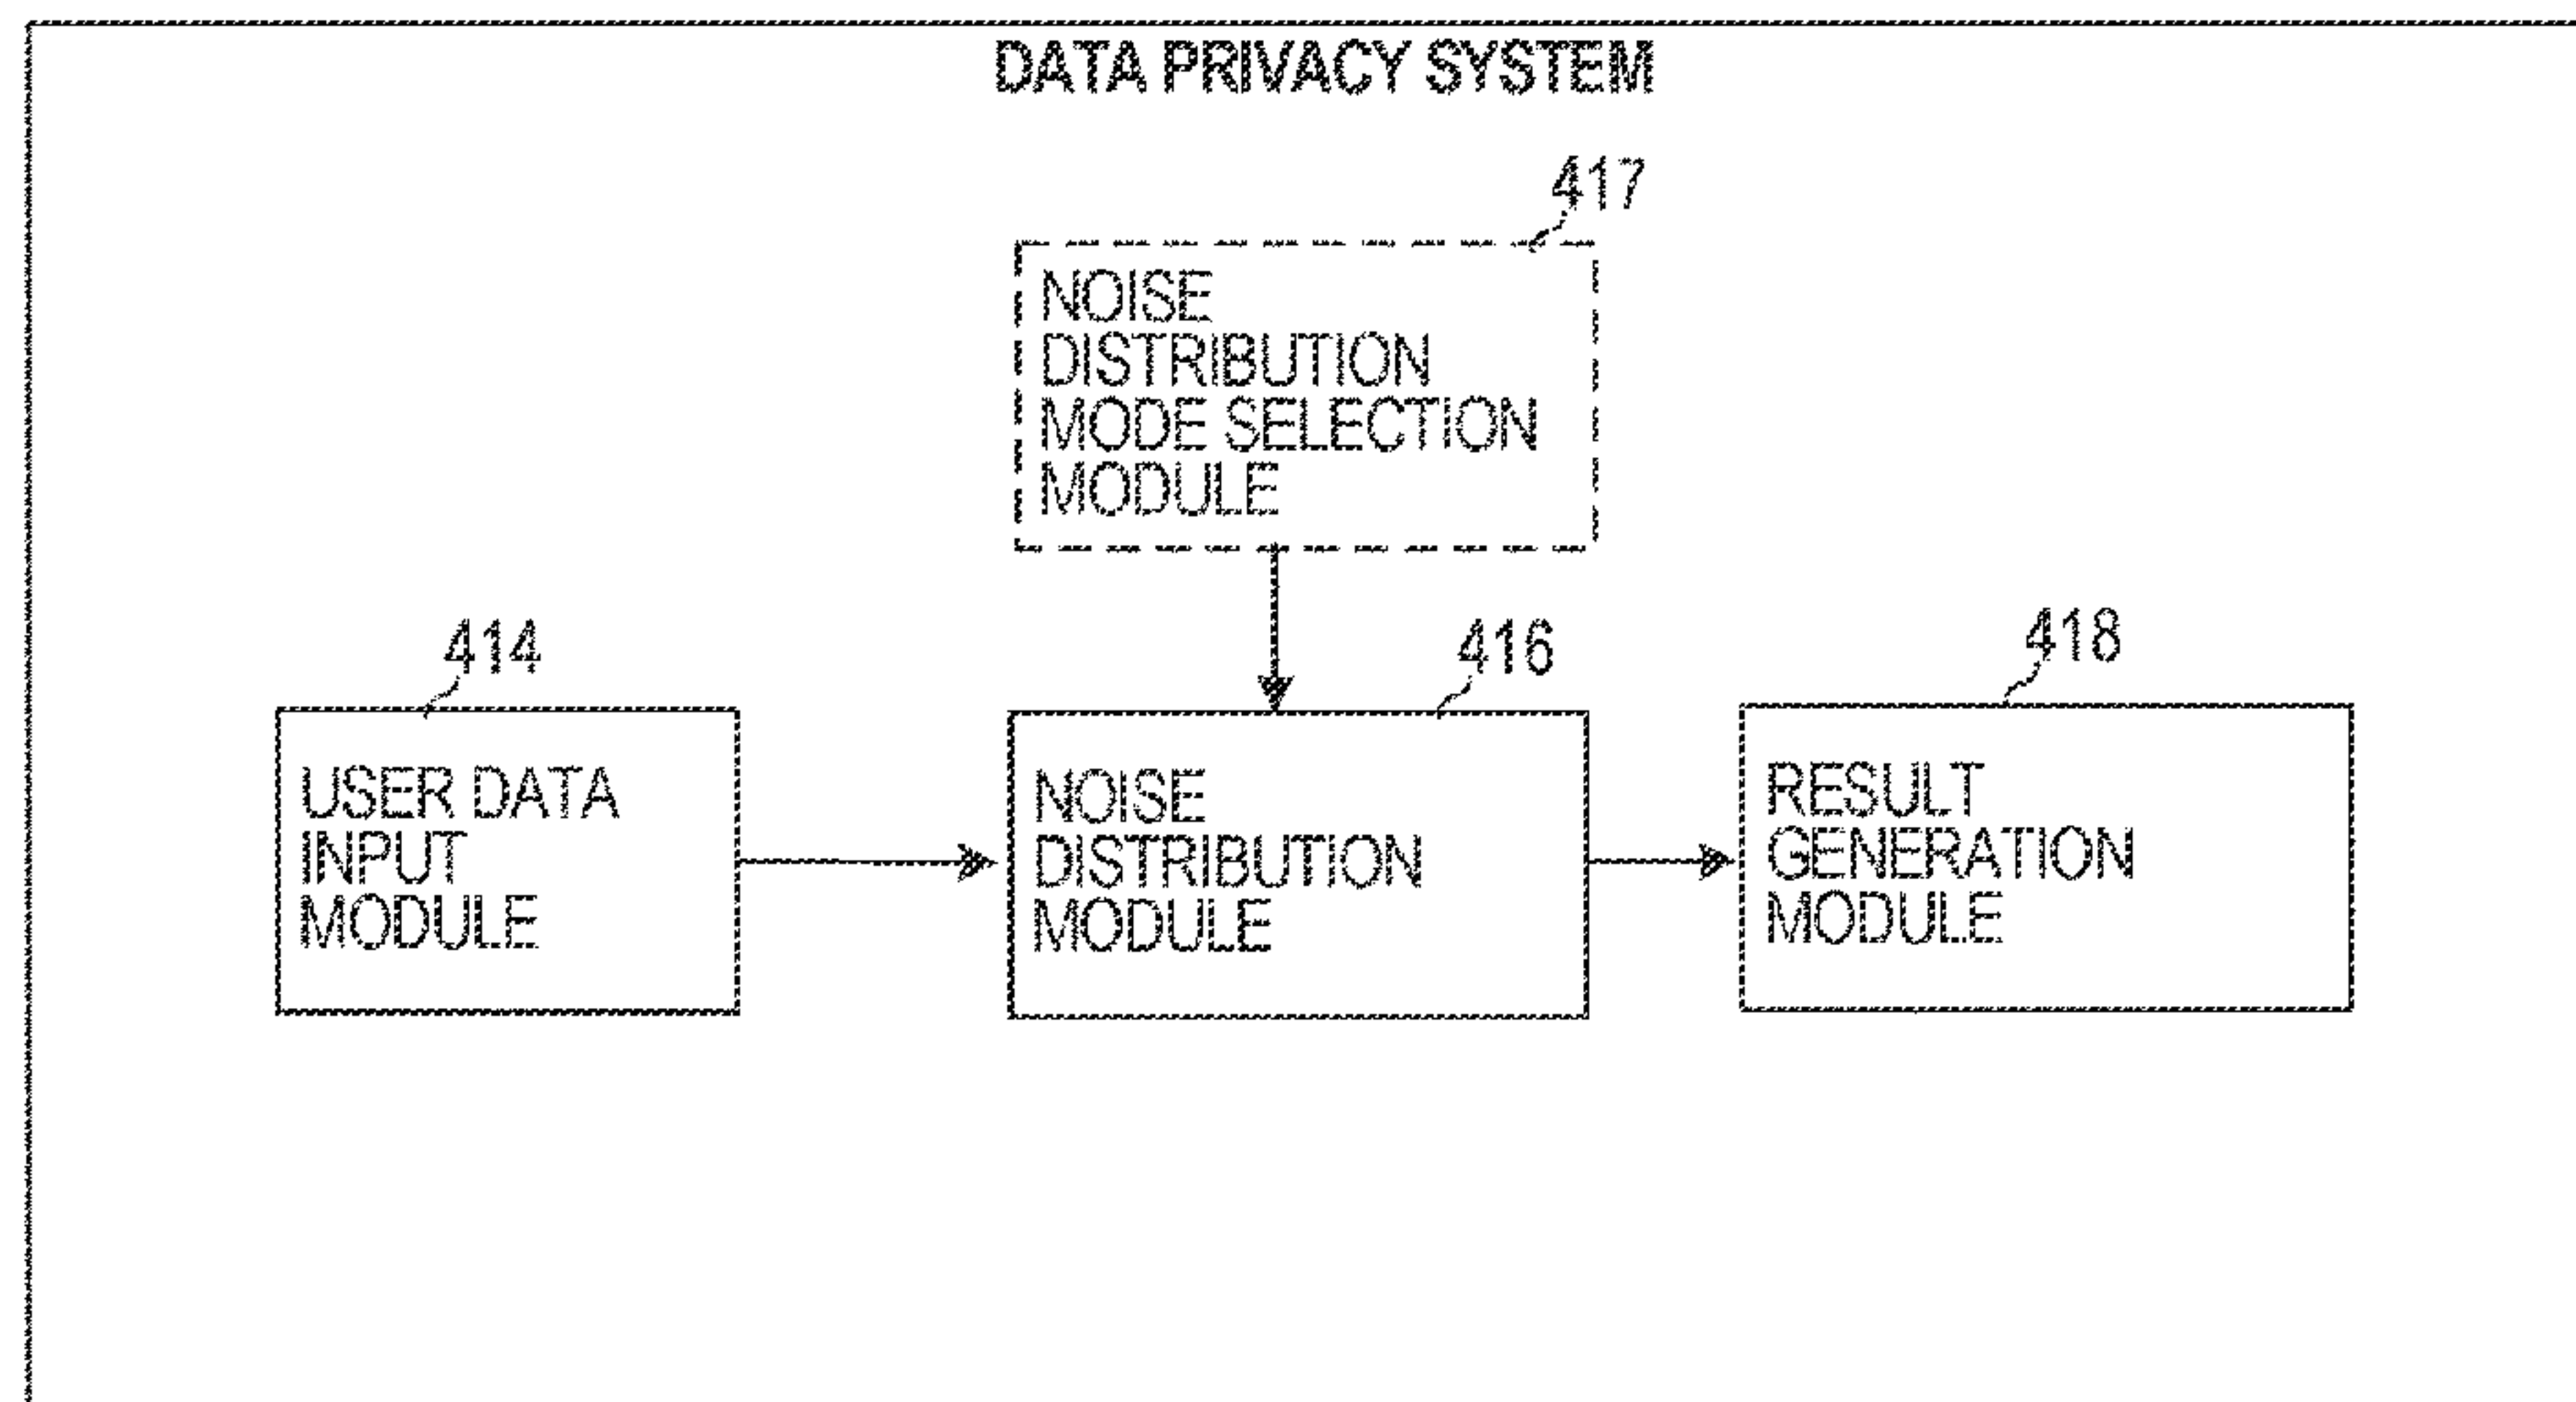 DATA PRIVACY SYSTEM
417
NOISE
DISTRIBUTION
MODE SELECTION
MODULE
414
USER DATA
INPUT
MODULE
416
NOISE
DISTRIBUTION
MODULE
418
RESULT
GENERATION
MODULE